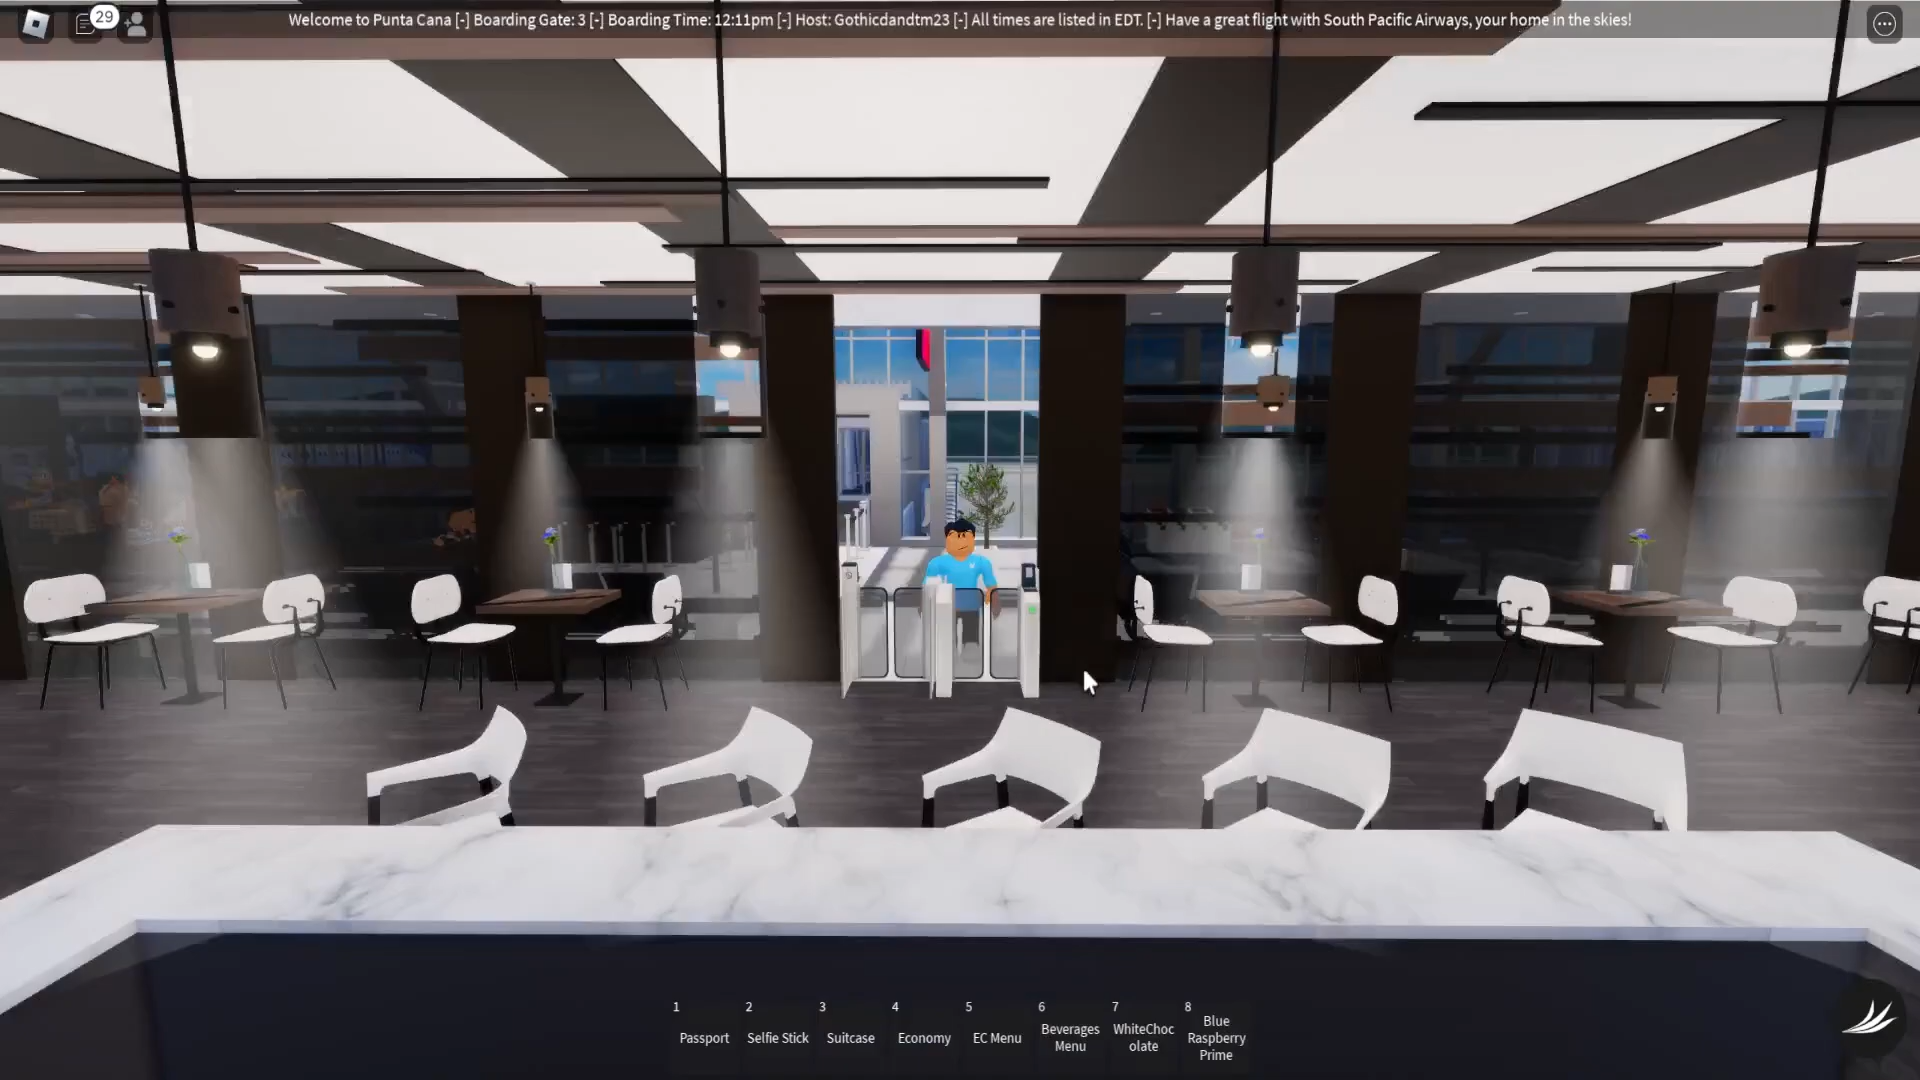 29
Welcome to Punta Cana [-] Boarding Gate: 3 [-] Boarding Time: 12:11pm [-] Host: Gothicdandtm23 [-] All times are listed in EDT. [-] Have a great flight with South Pacific Airways, your home in the skies!
1
Passport
2
Selfie Stick
3
Suitcase
4
Economy
5
EC Menu
6
Beverages
Menu
7
WhiteChoc
olate
8
Blue
Raspberry
Prime